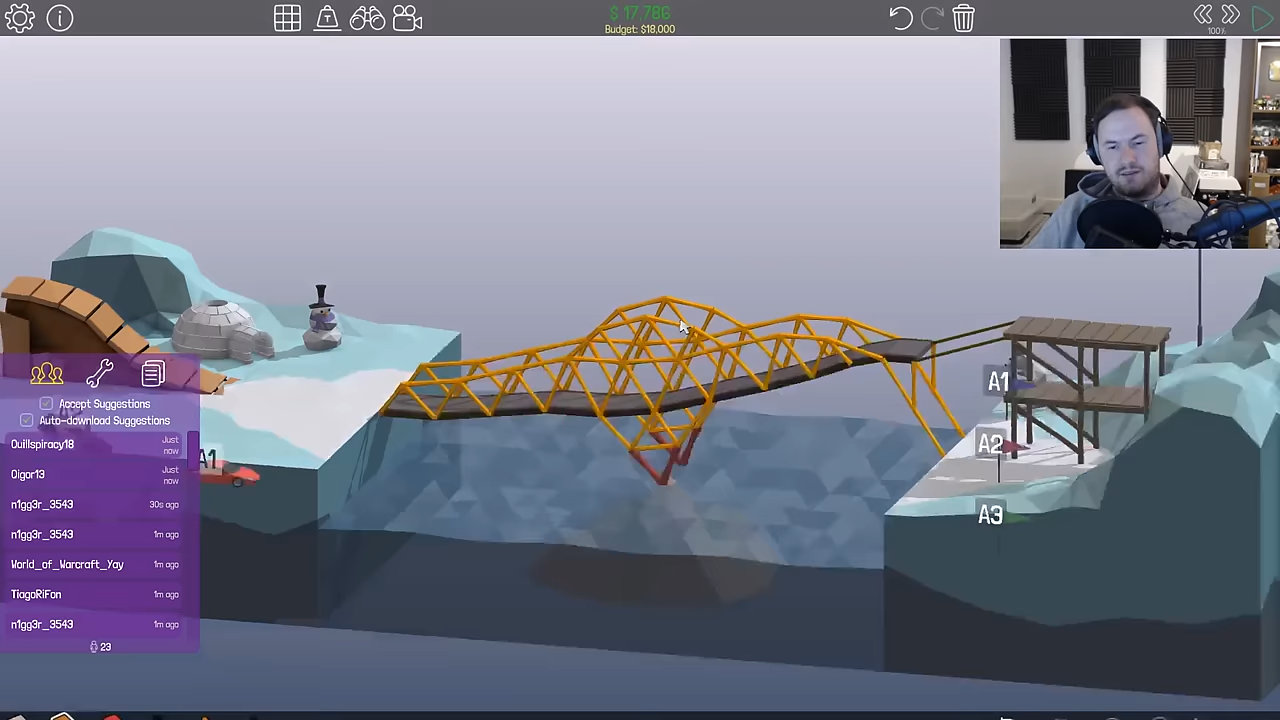 $ 17,786
Budget: $18,000
100%
Accept Suggestions
Auto-download Suggestions
Quillspiracy18 Just now
Qigor13 Just now
n1gg3r_3543 30s ago
n1gg3r_3543 1m ago
World_of_Warcraft_Yay 1m ago
TiagoRiFon 1m ago
n1gg3r_3543 1m ago
23
A1
A1
A2
A3